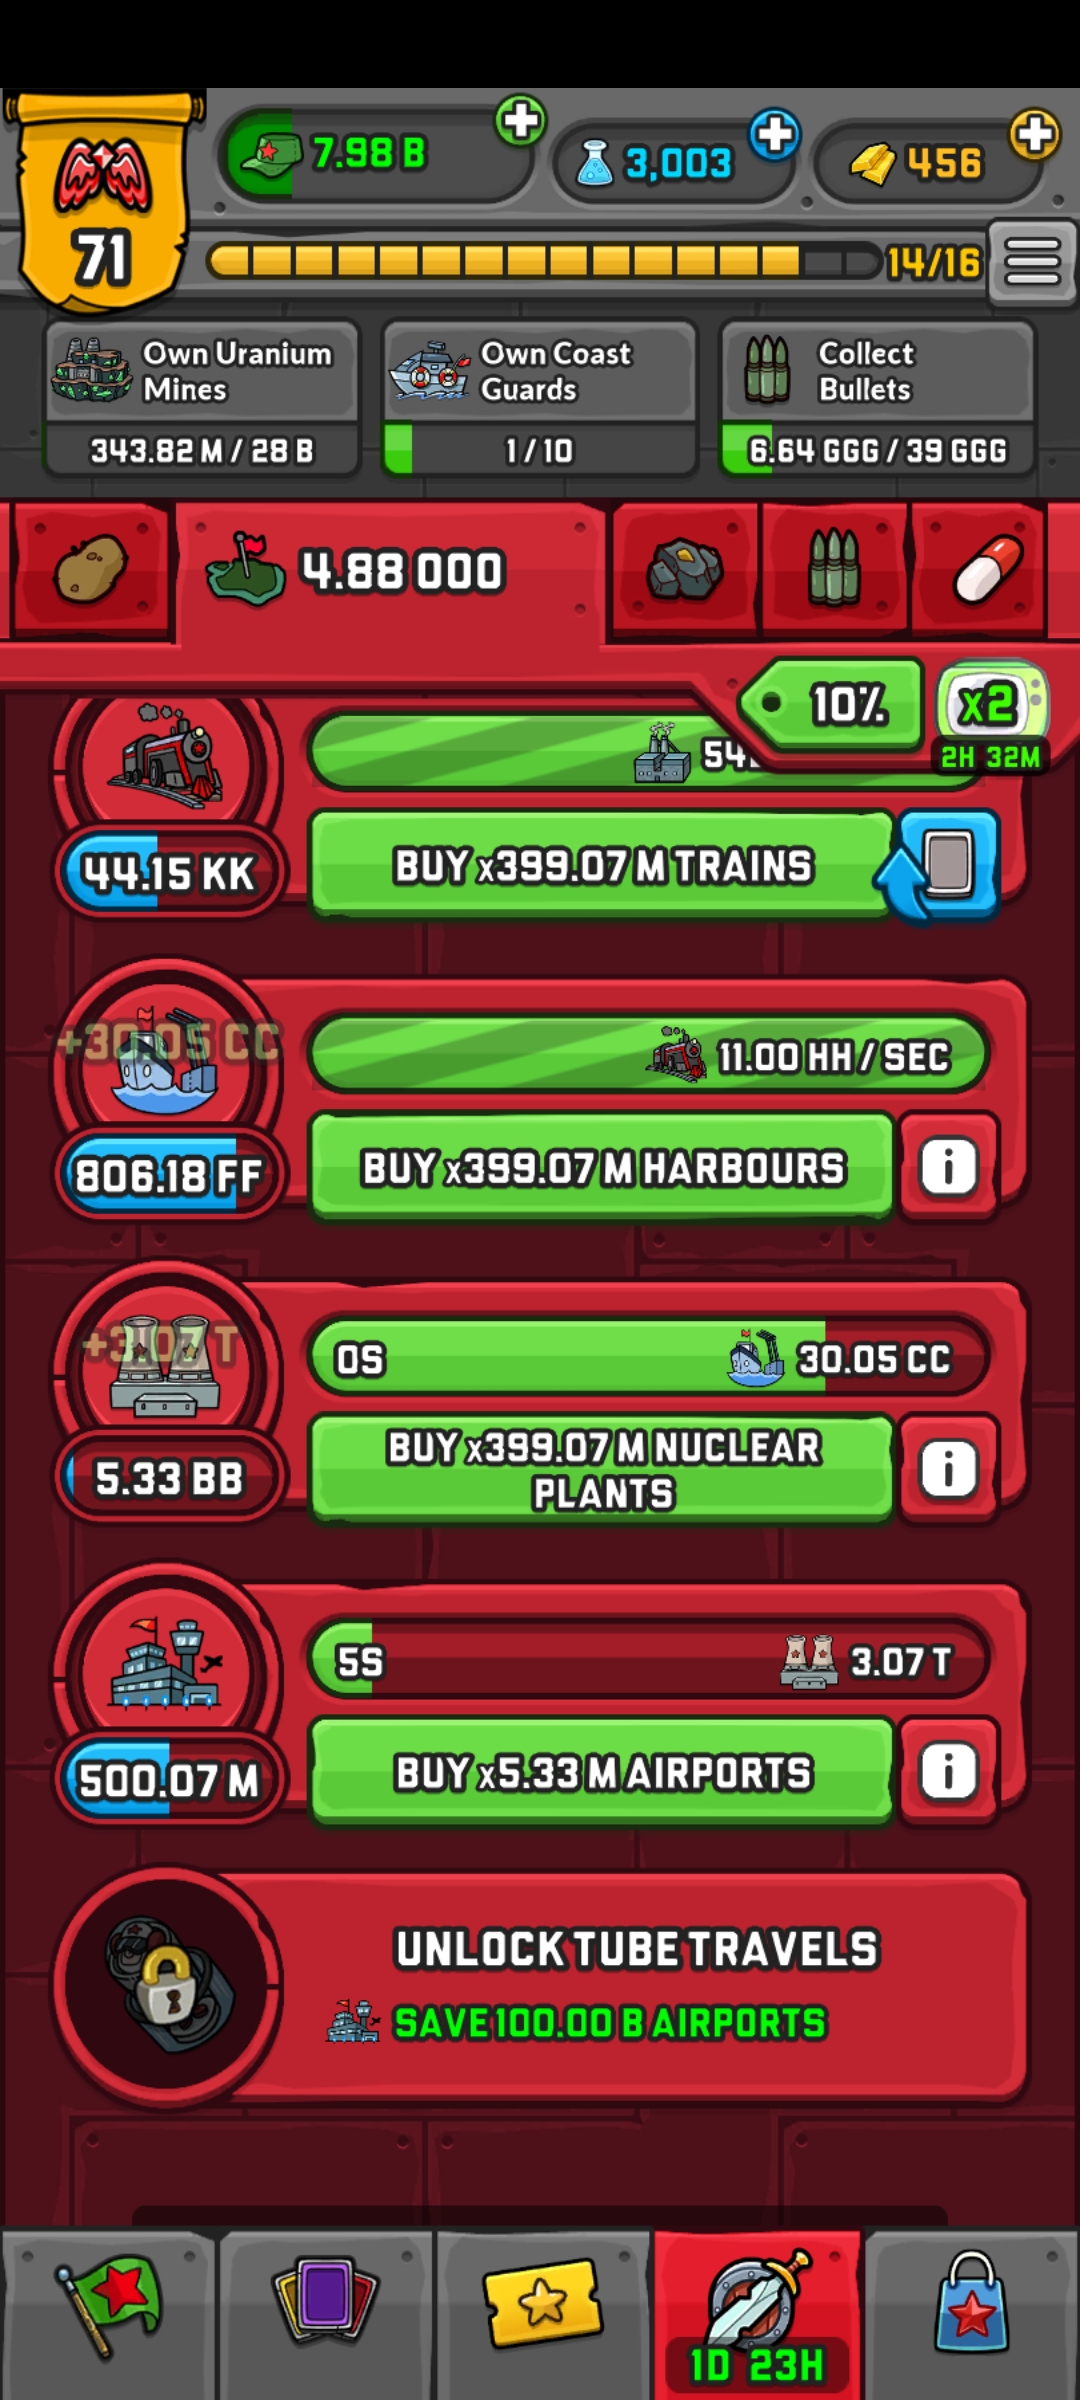 7.98 B
3,003
456
71
14/16
Own Uranium
Mines
343.82 M / 28 B
Own Coast
Guards
1 / 10
Collect
Bullets
6.64 GGG / 39 GGG
4.88 OOO
10%
x2
2H 32M
44.15 KK
BUY x399.07 M TRAINS
+30.05 CC
11.00 HH / SEC
806.18 FF
BUY x399.07 M HARBOURS
+3.07 T
0S
30.05 CC
5.33 BB
BUY x399.07 M NUCLEAR
PLANTS
5S
3.07 T
500.07 M
BUY x5.33 M AIRPORTS
UNLOCK TUBE TRAVELS
SAVE 100.00 B AIRPORTS
1D 23H